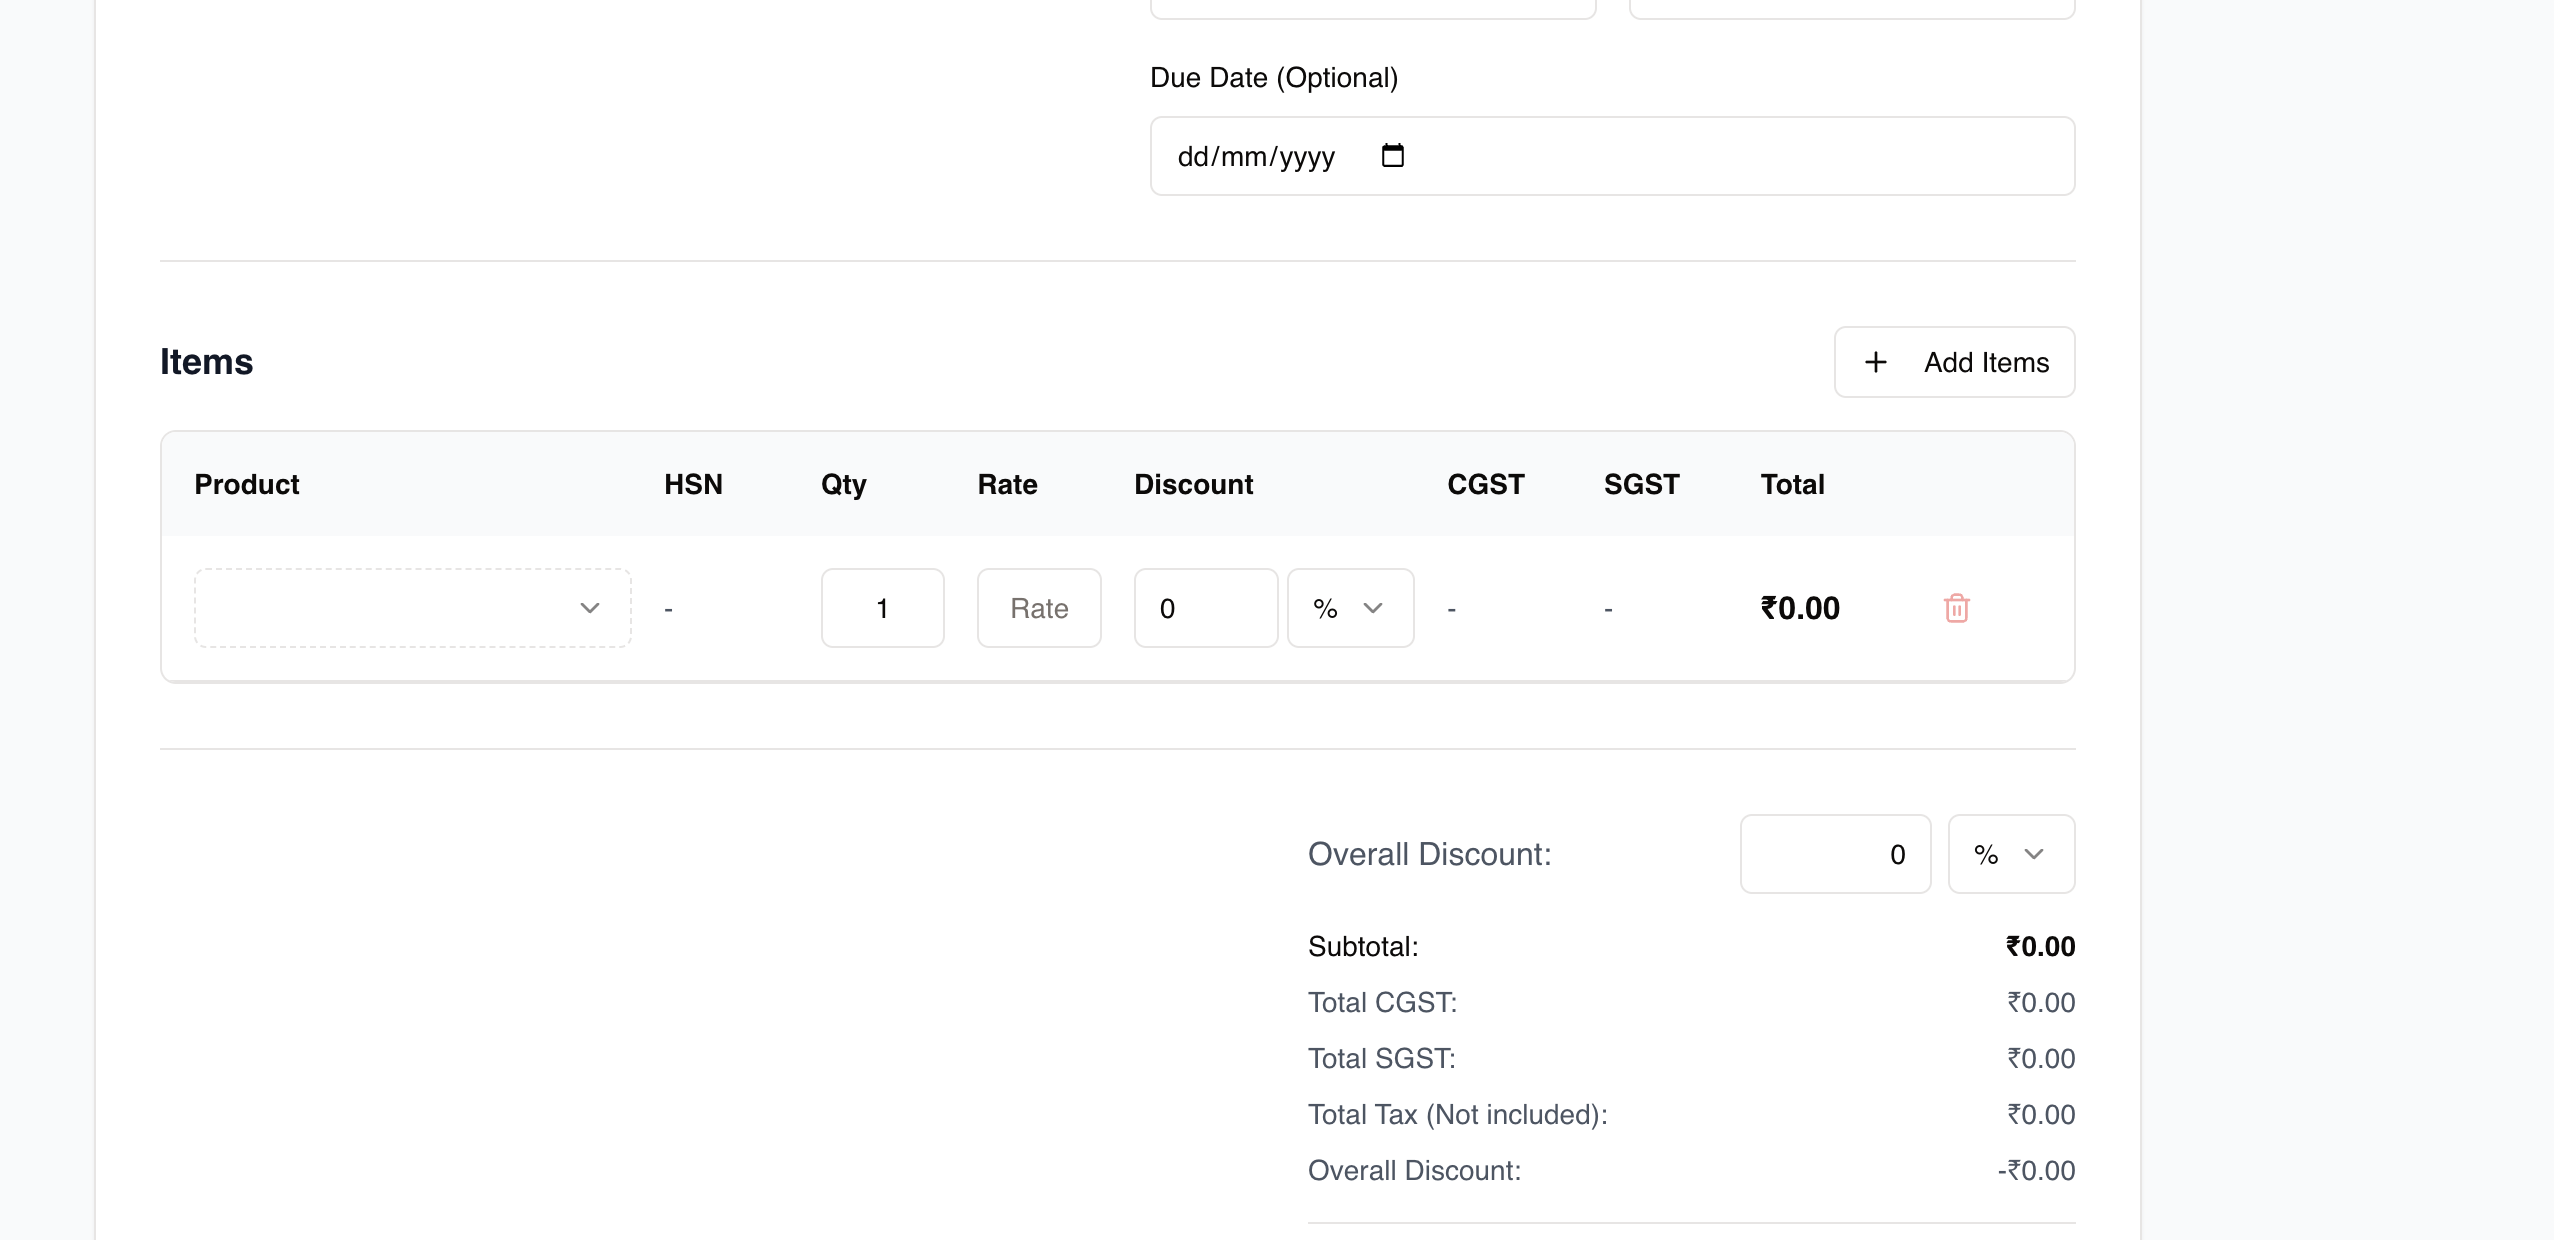 Due Date (Optional)
dd/mm/yyyy
Items
+ Add Items
Product HSN Qty Rate Discount CGST SGST Total
- 1 Rate 0 % - - ₹0.00
Overall Discount: 0 %
Subtotal: ₹0.00
Total CGST: ₹0.00
Total SGST: ₹0.00
Total Tax (Not included): ₹0.00
Overall Discount: -₹0.00